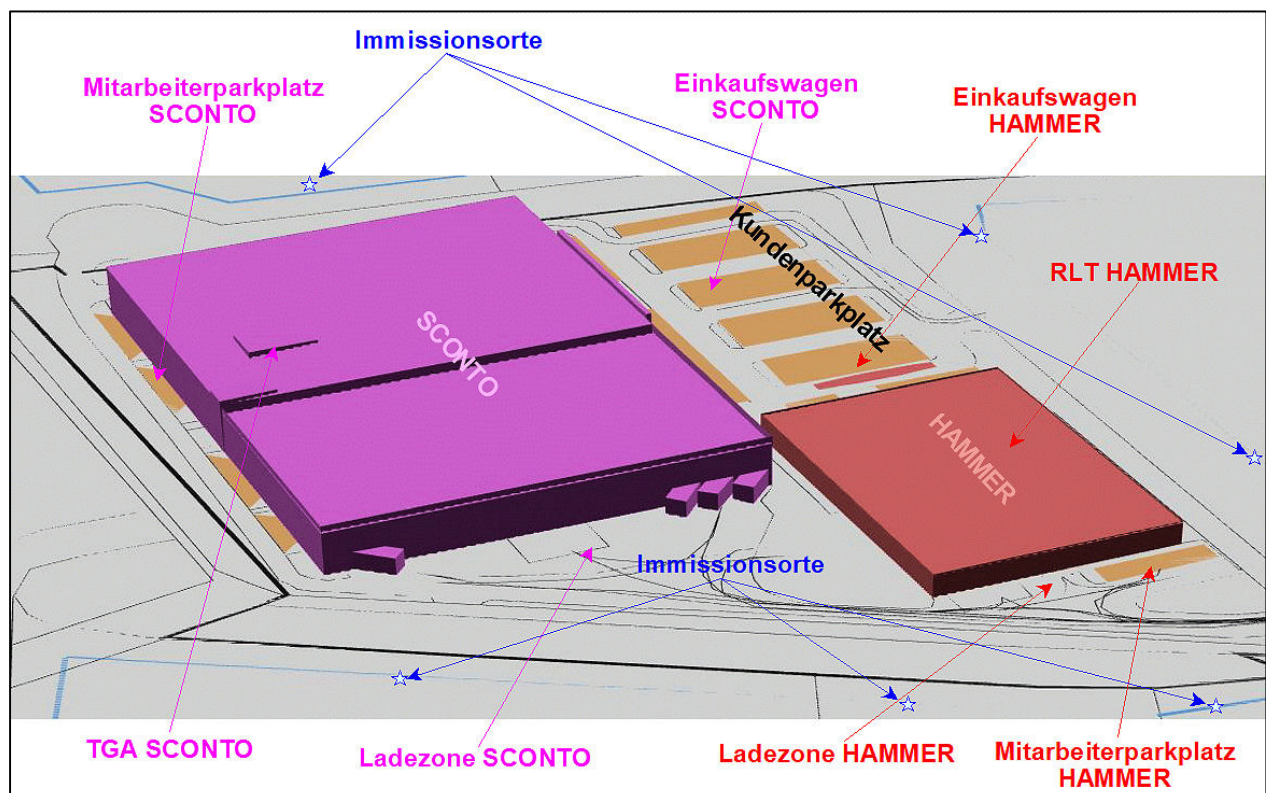 Immissionsorte
Mitarbeiterparkplatz
SCONTO
Einkaufswagen
SCONTO
Einkaufswagen
HAMMER
Kundenparkplatz
RLT HAMMER
SCONTO
HAMMER
Immissionsorte
TGA SCONTO
Ladezone SCONTO
Ladezone HAMMER
Mitarbeiterparkplatz
HAMMER